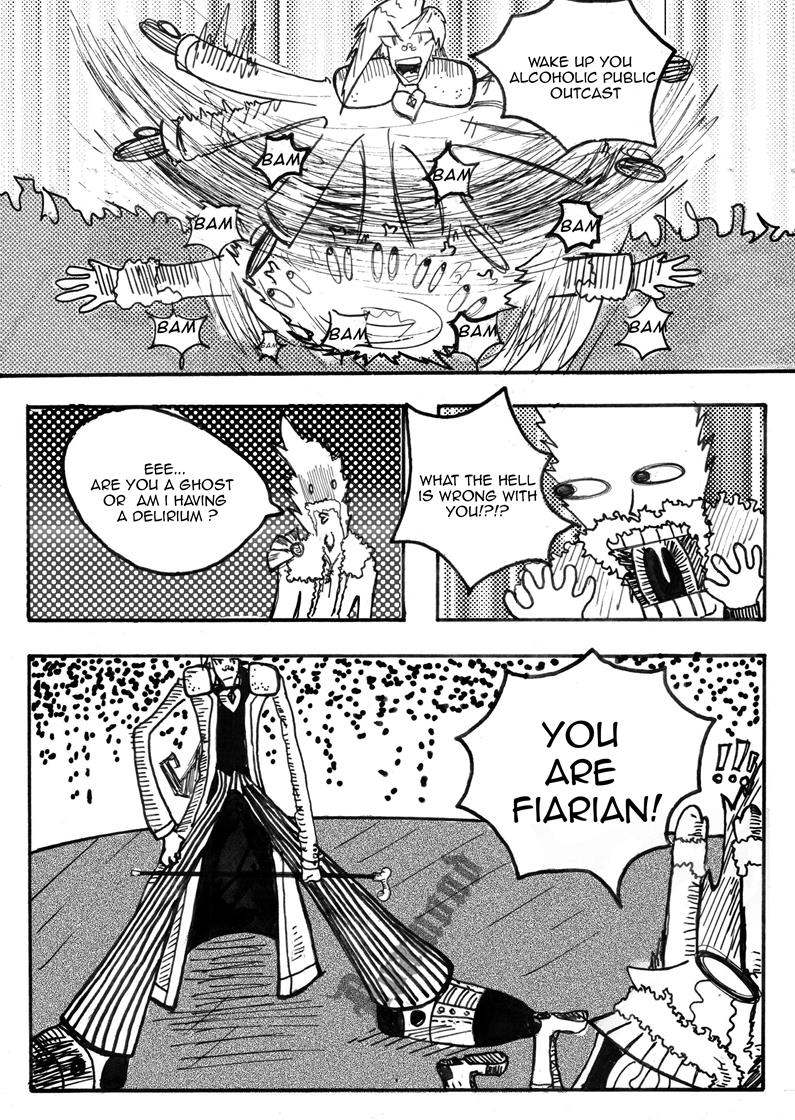 WAKE UP YOU
ALCOHOLIC PUBLIC
OUTCAST
BAM
BAM
BAM
BAM
BAM
BAM
BAM
BAM
BAM
EEE...
ARE YOU A GHOST
OR AM I HAVING
A DELIRIUM ?
WHAT THE HELL
IS WRONG WITH
YOU!?!?
YOU
ARE
FIARIAN!
!!!